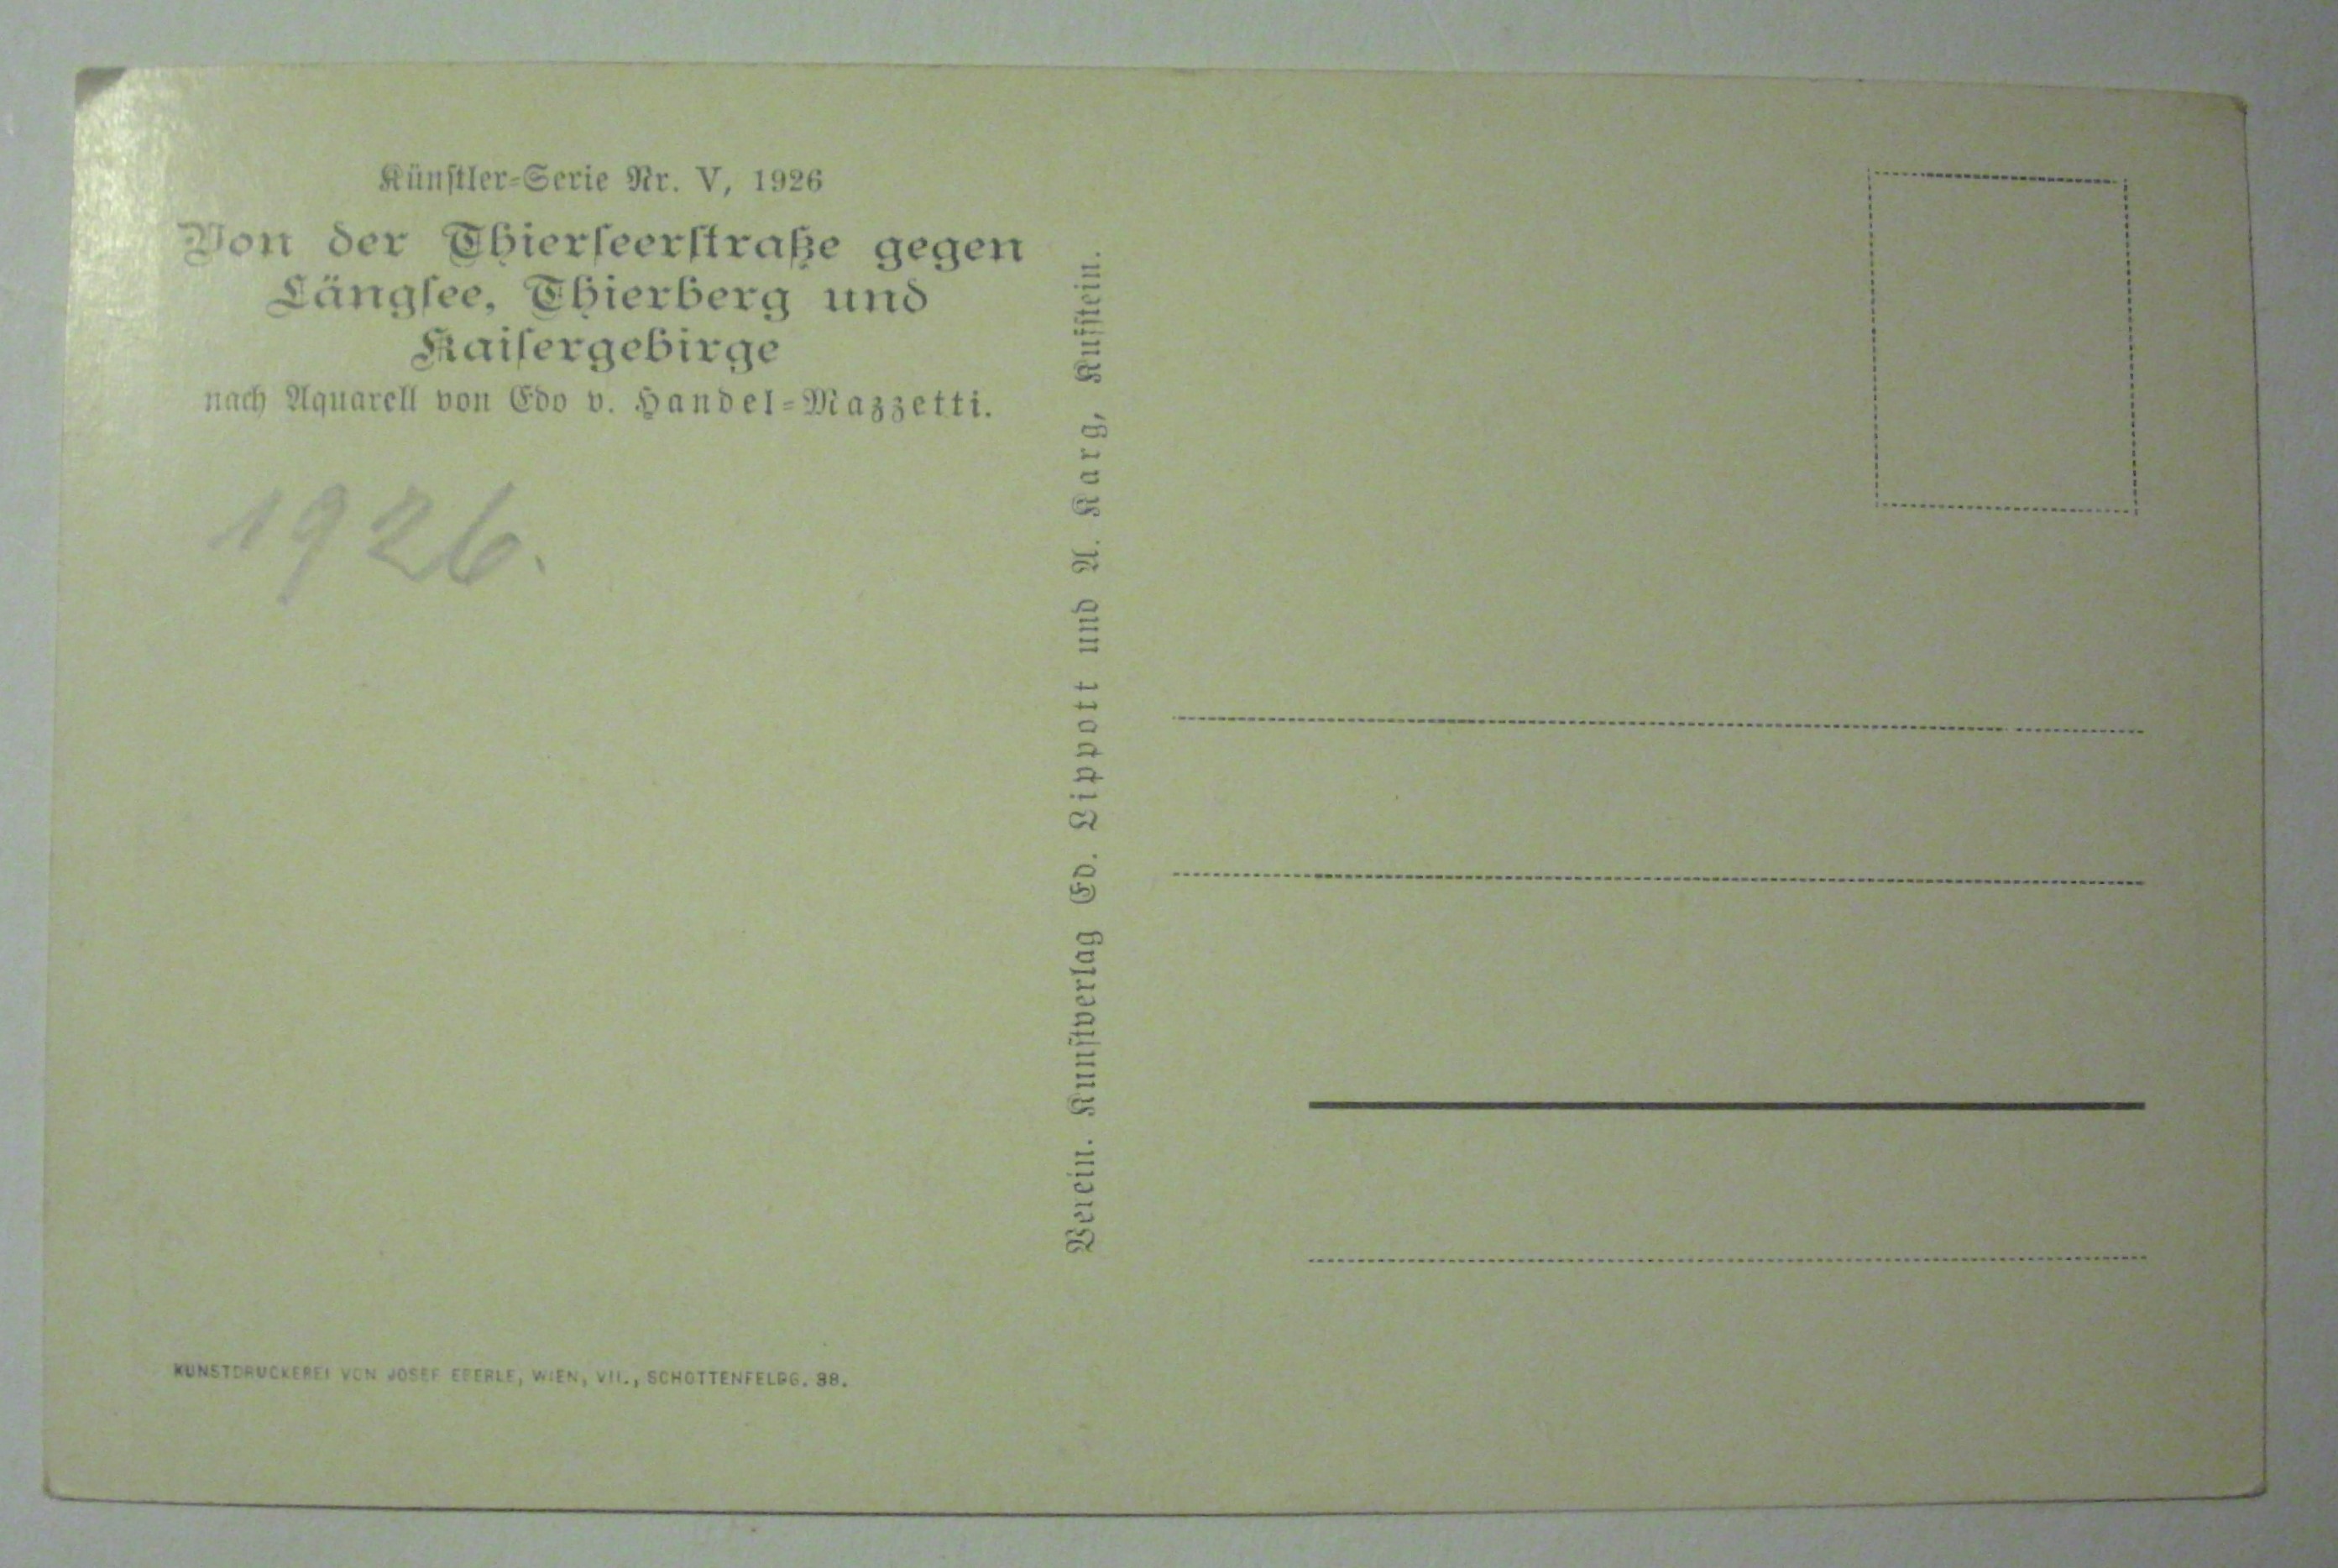 Künſtler-Serie Nr. V, 1926
Von der Thierſeerſtraße gegen
Längſee, Thierberg und
Kaiſergebirge
nach Aquarell von Edo v. Handel-Mazzetti.
1926.
Verein. Kunſtverlag Ed. Lippott und A. Karg, Kufſtein.
KUNSTDRUCKEREI VON JOSEF EBERLE, WIEN, VII., SCHOTTENFELDG. 38.